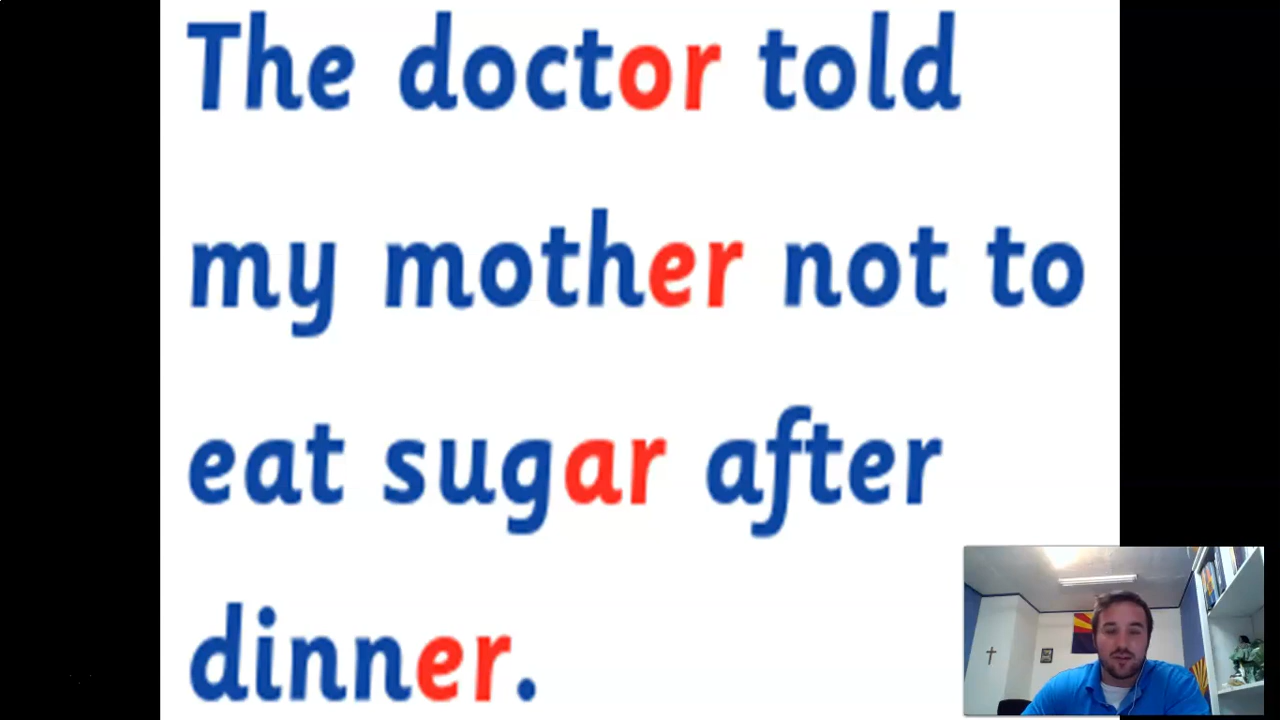 The doctor told
my mother not to
eat sugar after
dinner.